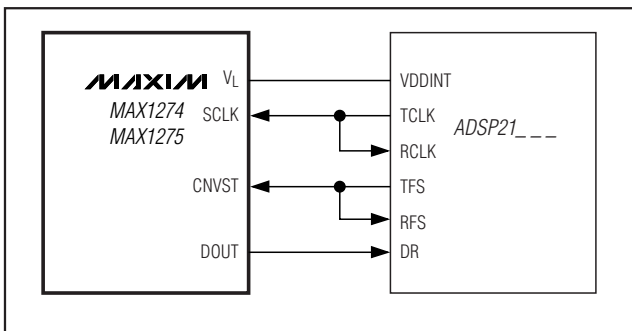 MAXIM
MAX1274
MAX1275
VL
SCLK
CNVST
DOUT
VDDINT
TCLK
RCLK
TFS
RFS
DR
ADSP21_ _ _